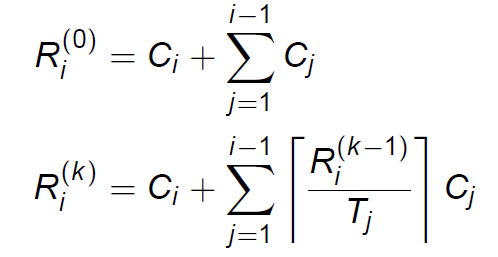 R_i^{(0)} = C_i + \sum_{j=1}^{i-1} C_j
R_i^{(k)} = C_i + \sum_{j=1}^{i-1} \left\lceil \frac{R_i^{(k-1)}}{T_j} \right\rceil C_j